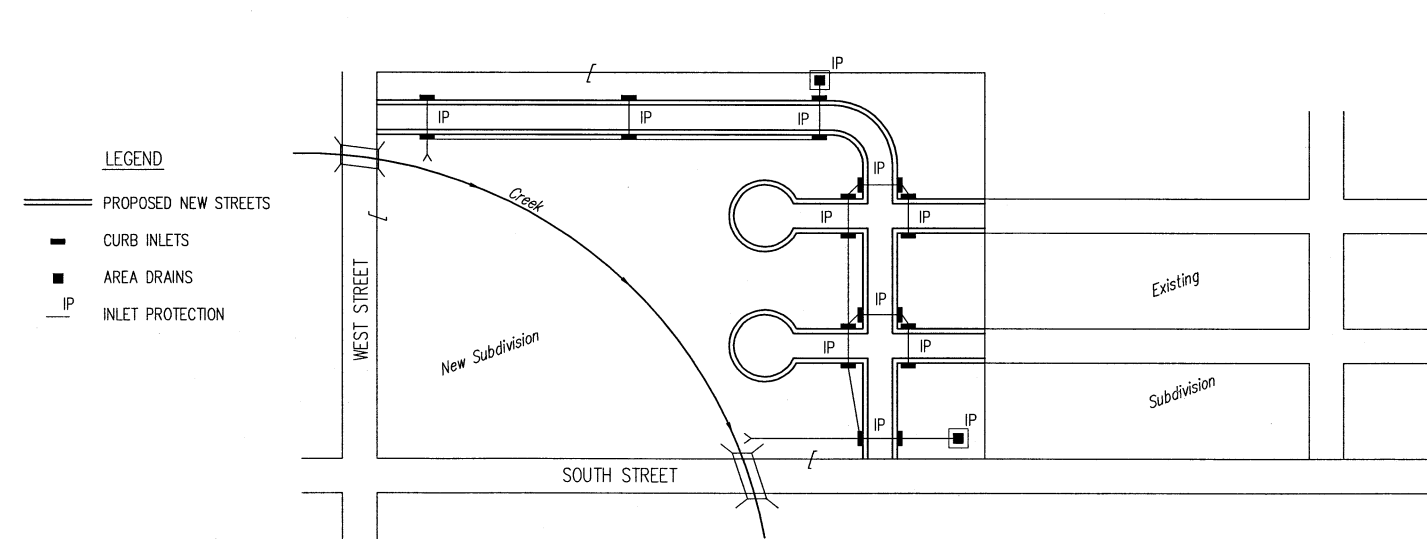 LEGEND
PROPOSED NEW STREETS
CURB INLETS
AREA DRAINS
IP
INLET PROTECTION
IP
IP
IP
IP
IP
IP
IP
IP
IP
IP
IP
IP
Creek
WEST STREET
New Subdivision
Existing
Subdivision
SOUTH STREET